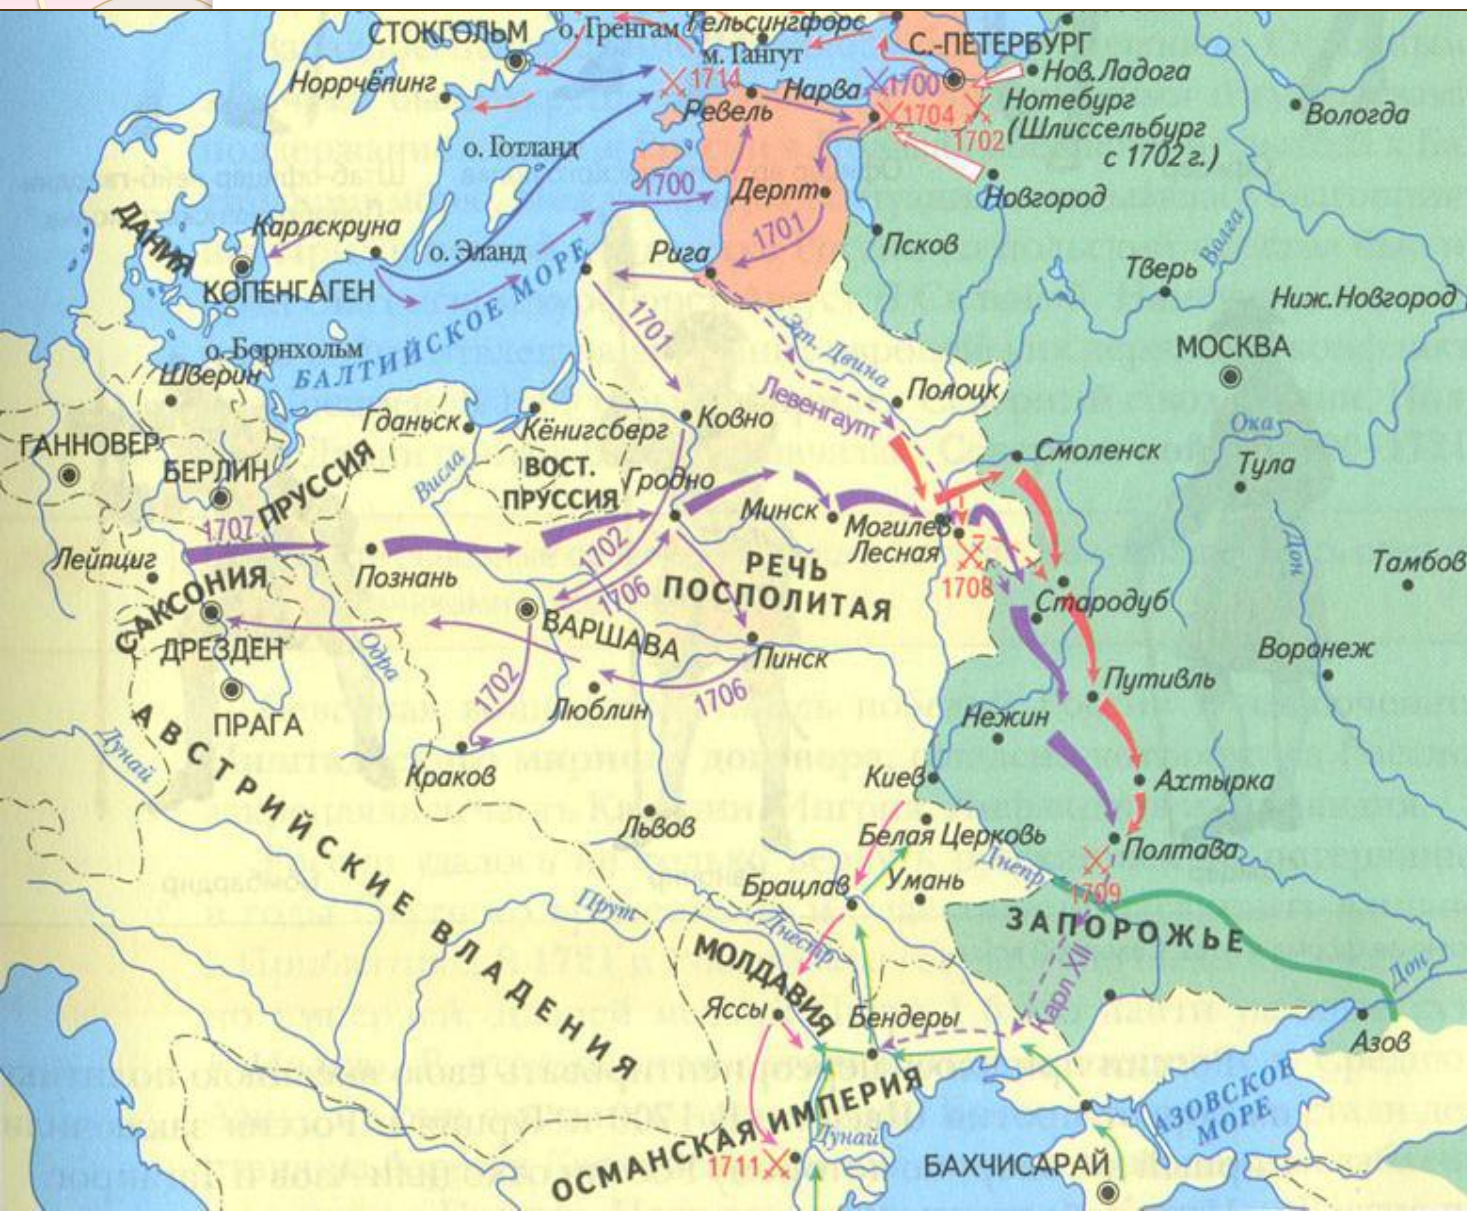 СТОКГОЛЬМ
о. Гренгам
Гельсингфорс
м. Гангут
С.-ПЕТЕРБУРГ
Норрчёпинг
1714
Нарва
1700
Нов. Ладога
Ревель
1704
Нотебург
(Шлиссельбург
с 1702 г.)
1702
Вологда
о. Готланд
1700
Дерпт
Новгород
ДАНИЯ
Карлскруна
о. Эланд
Рига
1701
Псков
Волга
КОПЕНГАГЕН
Тверь
Ниж.Новгород
БАЛТИЙСКОЕ МОРЕ
1701
Зап. Двина
о. Борнхольм
МОСКВА
Шверин
Левенгаупт
Полоцк
Гданьск
Кёнигсберг
Ковно
Ока
ГАННОВЕР
БЕРЛИН
ПРУССИЯ
Висла
ВОСТ.
ПРУССИЯ
Гродно
Смоленск
Тула
1707
Минск
Могилев
Лесная
Дон
Лейпциг
Познань
1702
1706
РЕЧЬ
ПОСПОЛИТАЯ
1708
Тамбов
САКСОНИЯ
Стародуб
ДРЕЗДЕН
Одра
ВАРШАВА
Пинск
Воронеж
1702
1706
Путивль
ПРАГА
Люблин
Нежин
Дунай
Краков
Киев
Ахтырка
АВСТРИЙСКИЕ ВЛАДЕНИЯ
Львов
Белая Церковь
Полтава
Днепр
1709
Брацлав
Умань
Прут
Днестр
ЗАПОРОЖЬЕ
МОЛДАВИЯ
Карл XII
Дон
Яссы
Бендеры
Азов
ОСМАНСКАЯ ИМПЕРИЯ
АЗОВСКОЕ
МОРЕ
Дунай
1711
БАХЧИСАРАЙ